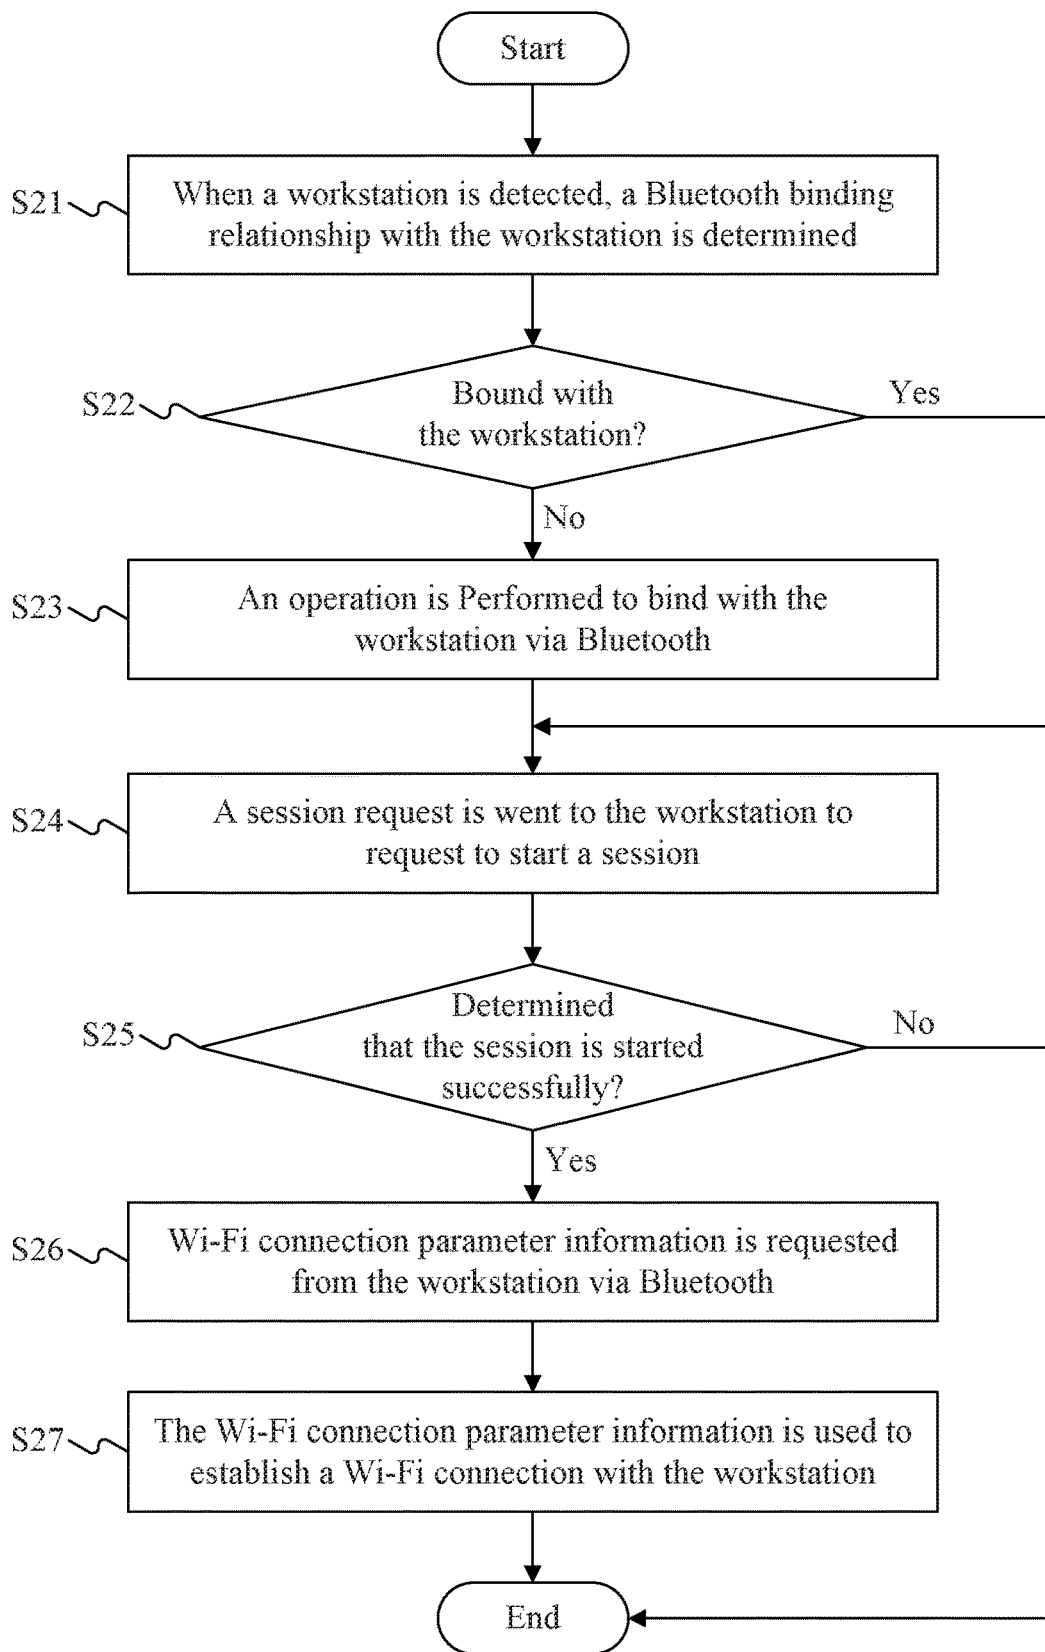 Start
S21
When a workstation is detected, a Bluetooth binding
relationship with the workstation is determined
S22
Bound with
the workstation?
Yes
No
S23
An operation is Performed to bind with the
workstation via Bluetooth
S24
A session request is went to the workstation to
request to start a session
S25
Determined
that the session is started
successfully?
No
Yes
S26
Wi-Fi connection parameter information is requested
from the workstation via Bluetooth
S27
The Wi-Fi connection parameter information is used to
establish a Wi-Fi connection with the workstation
End